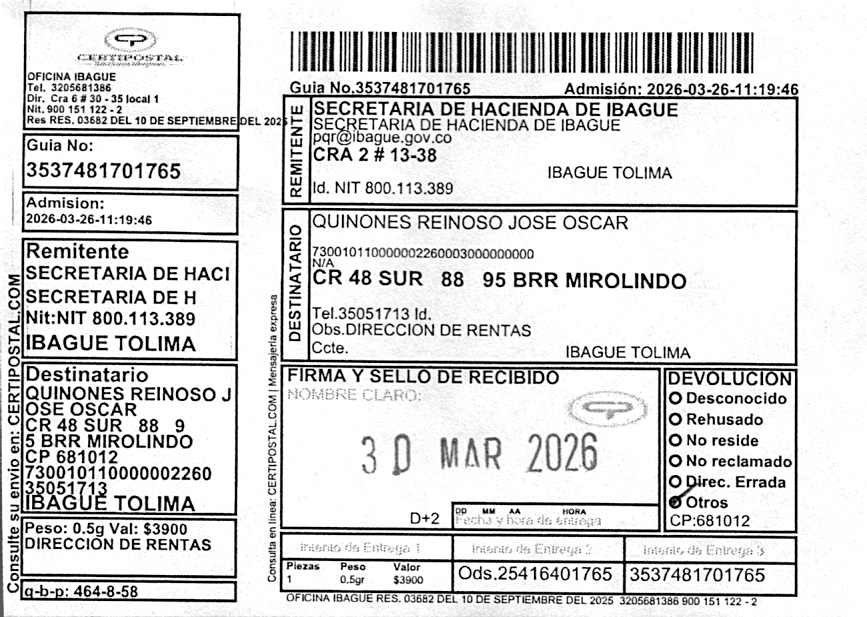 CERTIPOSTAL
OFICINA IBAGUE
Tel. 3205681386
Dir. Cra 6 # 30 - 35 local 1
Nit. 900 151 122 - 2
Res RES. 03682 DEL 10 DE SEPTIEMBRE DEL 2025
Guia No:
3537481701765
Admision:
2026-03-26-11:19:46
Remitente
SECRETARIA DE HACI
SECRETARIA DE H
Nit:NIT 800.113.389
IBAGUE TOLIMA
Destinatario
QUINONES REINOSO J
OSE OSCAR
CR 48 SUR 88 9
5 BRR MIROLINDO
CP 681012
730010110000002260
35051713
IBAGUE TOLIMA
Peso: 0.5g Val: $3900
DIRECCION DE RENTAS
q-b-p: 464-8-58
Consulte su envio en: CERTIPOSTAL.COM
Guia No.3537481701765 Admisión: 2026-03-26-11:19:46
REMITENTE
SECRETARIA DE HACIENDA DE IBAGUE
SECRETARIA DE HACIENDA DE IBAGUE
pqr@ibague.gov.co
CRA 2 # 13-38
IBAGUE TOLIMA
Id. NIT 800.113.389
DESTINATARIO
QUINONES REINOSO JOSE OSCAR
730010110000002260003000000000
N/A
CR 48 SUR 88 95 BRR MIROLINDO
Tel.35051713 Id.
Obs.DIRECCION DE RENTAS
Ccte. IBAGUE TOLIMA
Consulta en linea: CERTIPOSTAL.COM | Mensajería expresa
FIRMA Y SELLO DE RECIBIDO
NOMBRE CLARO:
30 MAR 2026
D+2
DD MM AA HORA
Fecha y hora de entrega
DEVOLUCION
Desconocido
Rehusado
No reside
No reclamado
Direc. Errada
Otros
CP:681012
Intento de Entrega 1 Intento de Entrega 2 Intento de Entrega 3
Piezas Peso Valor
1 0.5gr $3900
Ods.25416401765 3537481701765
OFICINA IBAGUE RES. 03682 DEL 10 DE SEPTIEMBRE DEL 2025 3205681386 900 151 122 - 2